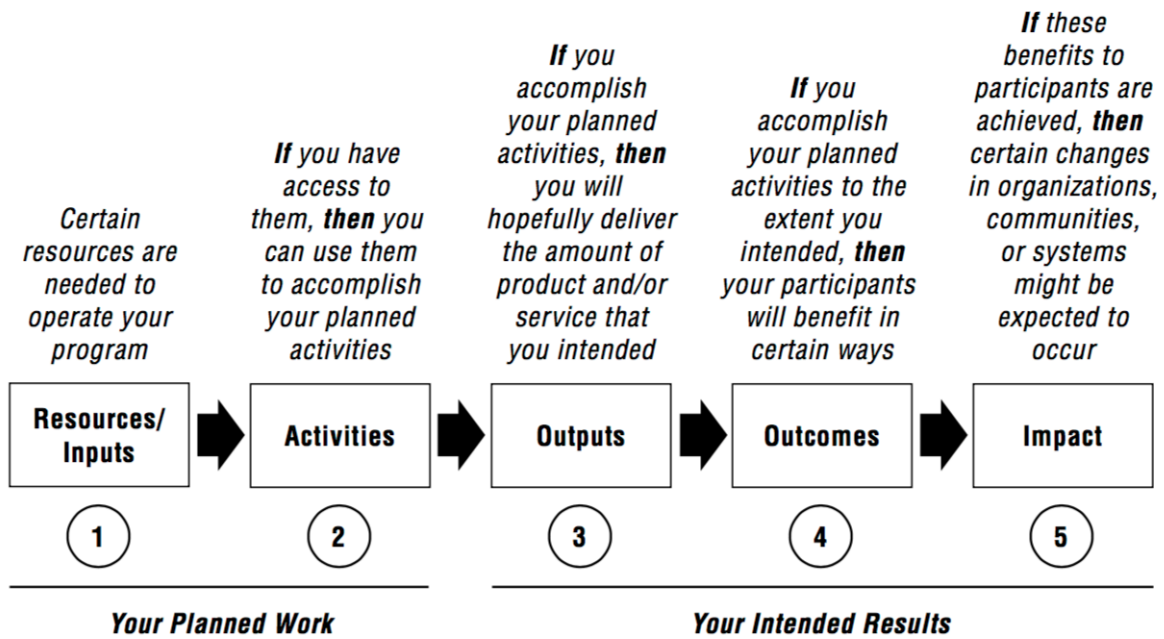 Certain
resources are
needed to
operate your
program
If you have
access to
them, then you
can use them
to accomplish
your planned
activities
If you
accomplish
your planned
activities, then
you will
hopefully deliver
the amount of
product and/or
service that
you intended
If you
accomplish
your planned
activities to the
extent you
intended, then
your participants
will benefit in
certain ways
If these
benefits to
participants are
achieved, then
certain changes
in organizations,
communities,
or systems
might be
expected to
occur
Resources/
Inputs
Activities
Outputs
Outcomes
Impact
1
2
3
4
5
Your Planned Work
Your Intended Results